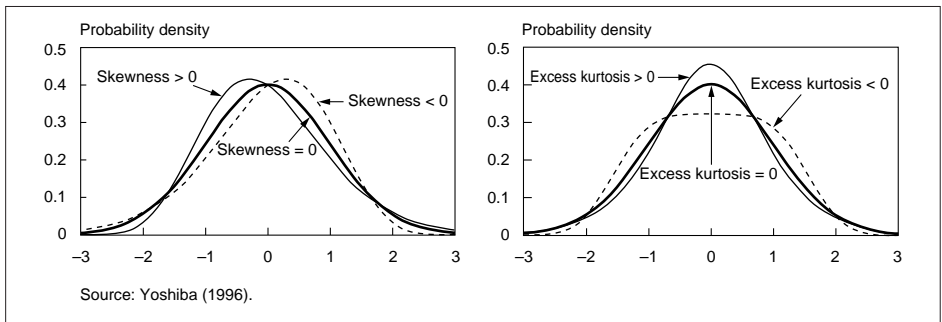 Probability density
0.5
0.4
0.3
0.2
0.1
0
–3 –2 –1 0 1 2 3
Skewness > 0
Skewness < 0
Skewness = 0
Probability density
0.5
0.4
0.3
0.2
0.1
0
–3 –2 –1 0 1 2 3
Excess kurtosis > 0
Excess kurtosis < 0
Excess kurtosis = 0
Source: Yoshiba (1996).